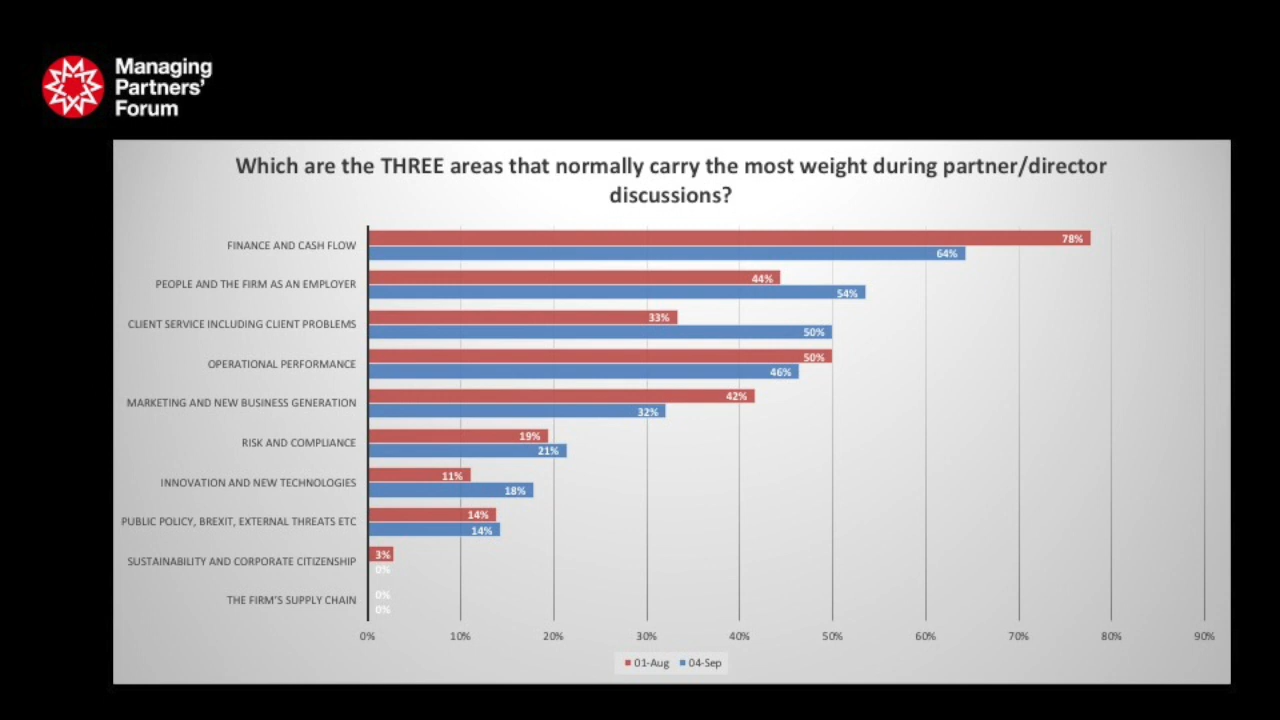 Managing
Partners'
Forum
Which are the THREE areas that normally carry the most weight during partner/director
discussions?
FINANCE AND CASH FLOW
78%
64%
PEOPLE AND THE FIRM AS AN EMPLOYER
44%
54%
CLIENT SERVICE INCLUDING CLIENT PROBLEMS
33%
50%
OPERATIONAL PERFORMANCE
50%
46%
MARKETING AND NEW BUSINESS GENERATION
42%
32%
RISK AND COMPLIANCE
19%
21%
INNOVATION AND NEW TECHNOLOGIES
11%
18%
PUBLIC POLICY, BREXIT, EXTERNAL THREATS ETC
14%
14%
SUSTAINABILITY AND CORPORATE CITIZENSHIP
3%
0%
THE FIRM'S SUPPLY CHAIN
0%
0%
0% 10% 20% 30% 40% 50% 60% 70% 80% 90%
01-Aug 04-Sep